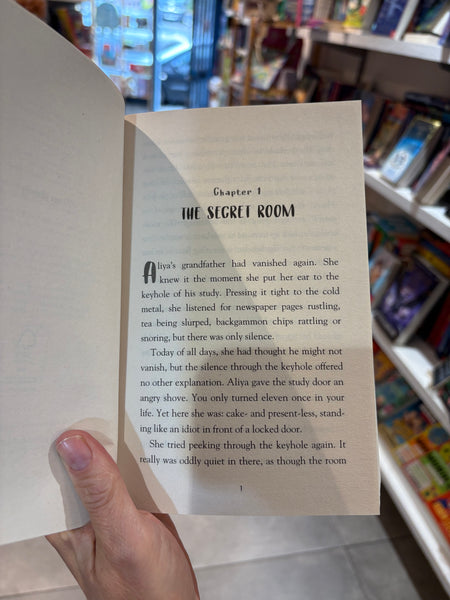 Chapter 1
THE SECRET ROOM
Aliya's grandfather had vanished again. She
knew it the moment she put her ear to the
keyhole of his study. Pressing it tight to the cold
metal, she listened for newspaper pages rustling,
tea being slurped, backgammon chips rattling or
snoring, but there was only silence.
Today of all days, she had thought he might not
vanish, but the silence through the keyhole offered
no other explanation. Aliya gave the study door an
angry shove. You only turned eleven once in your
life. Yet here she was: cake- and present-less, stand-
ing like an idiot in front of a locked door.
She tried peeking through the keyhole again. It
really was oddly quiet in there, as though the room
1